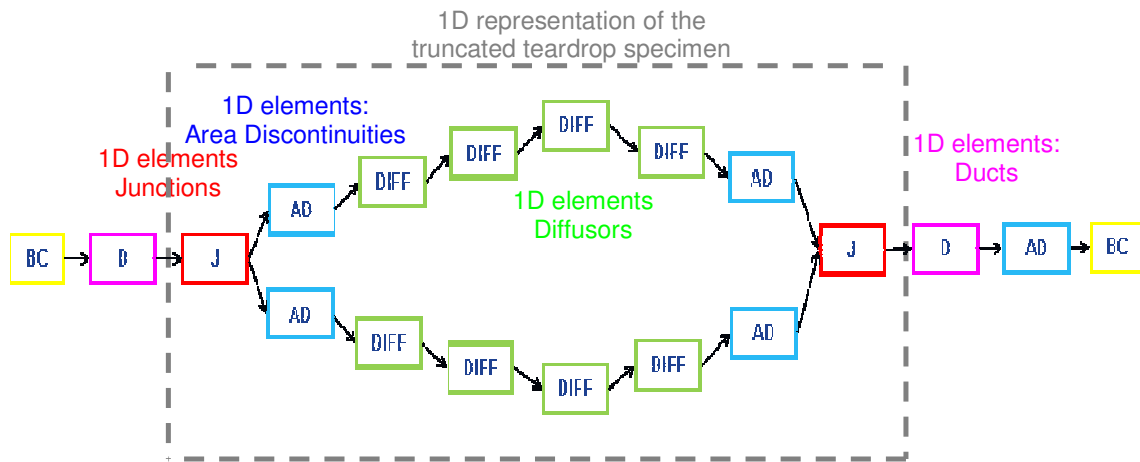 1D representation of the
truncated teardrop specimen
1D elements:
Area Discontinuities
1D elements
Junctions
1D elements
Diffusors
1D elements:
Ducts
BC
D
J
AD
DIFF
DIFF
DIFF
DIFF
AD
AD
DIFF
DIFF
DIFF
DIFF
AD
J
D
AD
BC